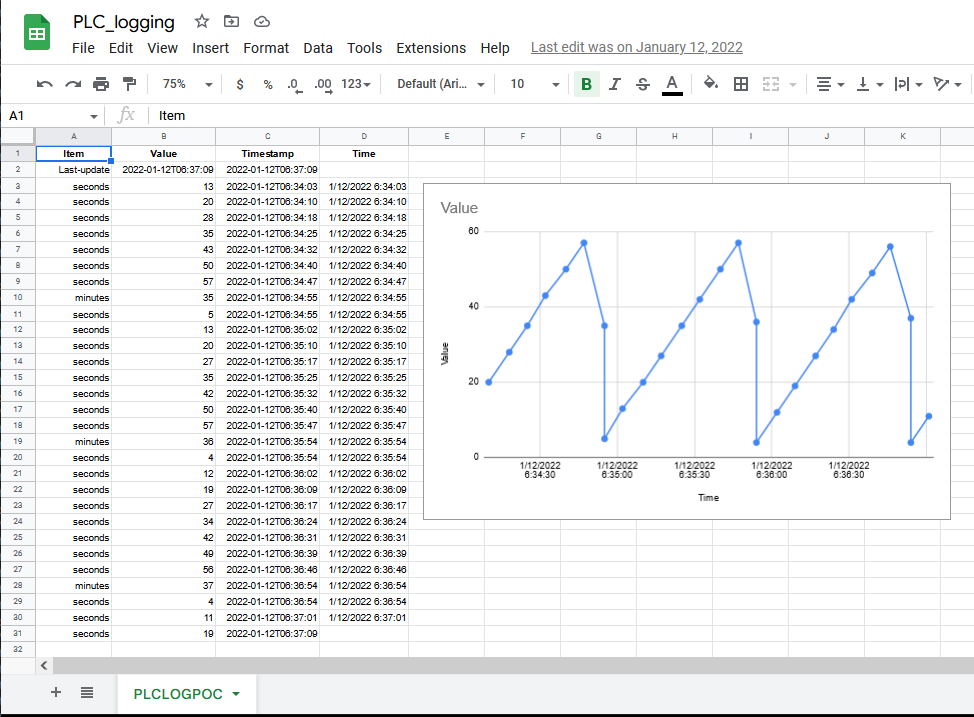 PLC_logging
File Edit View Insert Format Data Tools Extensions Help Last edit was on January 12, 2022
75% $ % .0 .00 123 Default (Ari... 10 B I S A
A1 fx Item
A B C D E F G H I J K
1 Item Value Timestamp Time
2 Last-update 2022-01-12T06:37:09 2022-01-12T06:37:09
3 seconds 13 2022-01-12T06:34:03 1/12/2022 6:34:03
4 seconds 20 2022-01-12T06:34:10 1/12/2022 6:34:10
5 seconds 28 2022-01-12T06:34:18 1/12/2022 6:34:18
6 seconds 35 2022-01-12T06:34:25 1/12/2022 6:34:25
7 seconds 43 2022-01-12T06:34:32 1/12/2022 6:34:32
8 seconds 50 2022-01-12T06:34:40 1/12/2022 6:34:40
9 seconds 57 2022-01-12T06:34:47 1/12/2022 6:34:47
10 minutes 35 2022-01-12T06:34:55 1/12/2022 6:34:55
11 seconds 5 2022-01-12T06:34:55 1/12/2022 6:34:55
12 seconds 13 2022-01-12T06:35:02 1/12/2022 6:35:02
13 seconds 20 2022-01-12T06:35:10 1/12/2022 6:35:10
14 seconds 27 2022-01-12T06:35:17 1/12/2022 6:35:17
15 seconds 35 2022-01-12T06:35:25 1/12/2022 6:35:25
16 seconds 42 2022-01-12T06:35:32 1/12/2022 6:35:32
17 seconds 50 2022-01-12T06:35:40 1/12/2022 6:35:40
18 seconds 57 2022-01-12T06:35:47 1/12/2022 6:35:47
19 minutes 36 2022-01-12T06:35:54 1/12/2022 6:35:54
20 seconds 4 2022-01-12T06:35:54 1/12/2022 6:35:54
21 seconds 12 2022-01-12T06:36:02 1/12/2022 6:36:02
22 seconds 19 2022-01-12T06:36:09 1/12/2022 6:36:09
23 seconds 27 2022-01-12T06:36:17 1/12/2022 6:36:17
24 seconds 34 2022-01-12T06:36:24 1/12/2022 6:36:24
25 seconds 42 2022-01-12T06:36:31 1/12/2022 6:36:31
26 seconds 49 2022-01-12T06:36:39 1/12/2022 6:36:39
27 seconds 56 2022-01-12T06:36:46 1/12/2022 6:36:46
28 minutes 37 2022-01-12T06:36:54 1/12/2022 6:36:54
29 seconds 4 2022-01-12T06:36:54 1/12/2022 6:36:54
30 seconds 11 2022-01-12T06:37:01 1/12/2022 6:37:01
31 seconds 19 2022-01-12T06:37:09
32
Value
60
40
Value
20
0
1/12/2022 1/12/2022 1/12/2022 1/12/2022 1/12/2022
6:34:30 6:35:00 6:35:30 6:36:00 6:36:30
Time
PLCLOGPOC